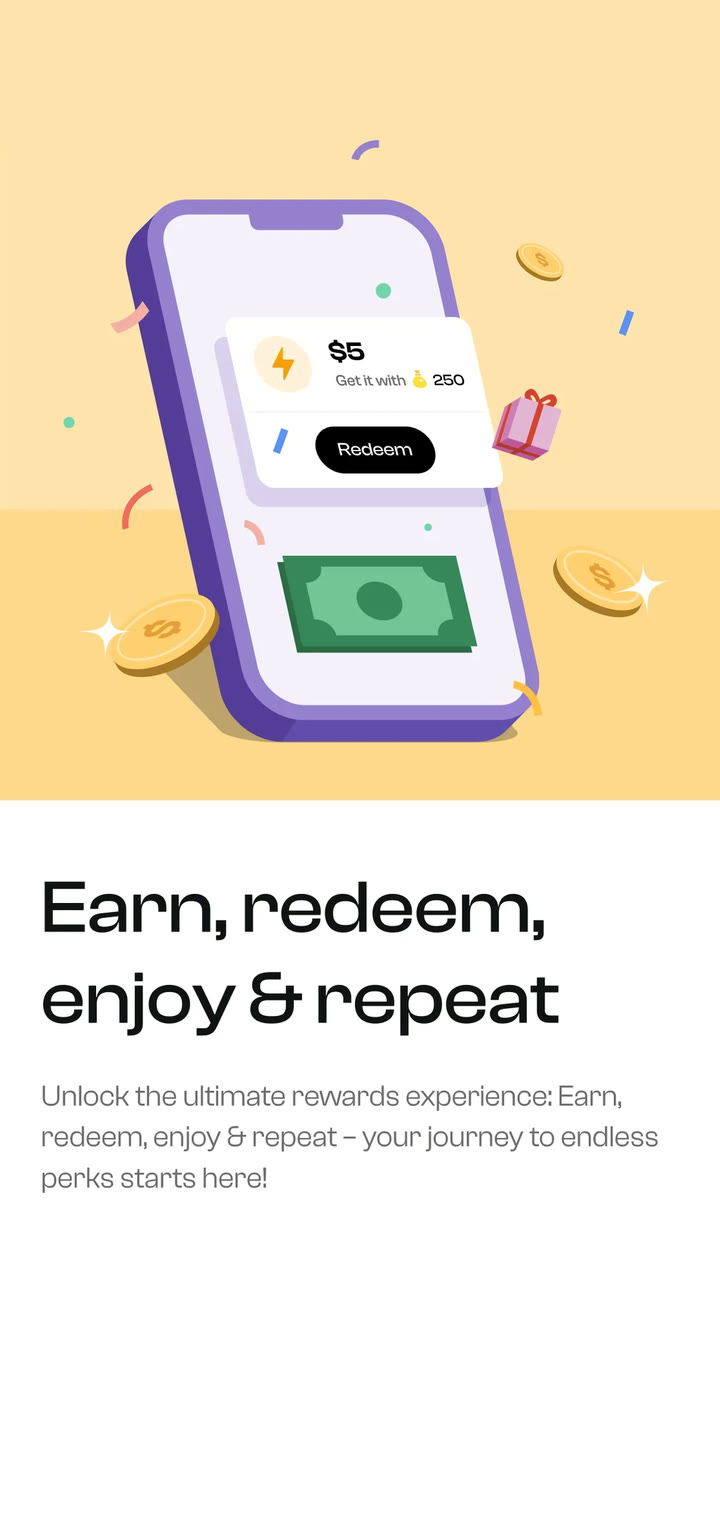 $5
Get it with 💰 250
Redeem
$
$
$
Earn, redeem,
enjoy & repeat
Unlock the ultimate rewards experience: Earn,
redeem, enjoy & repeat – your journey to endless
perks starts here!